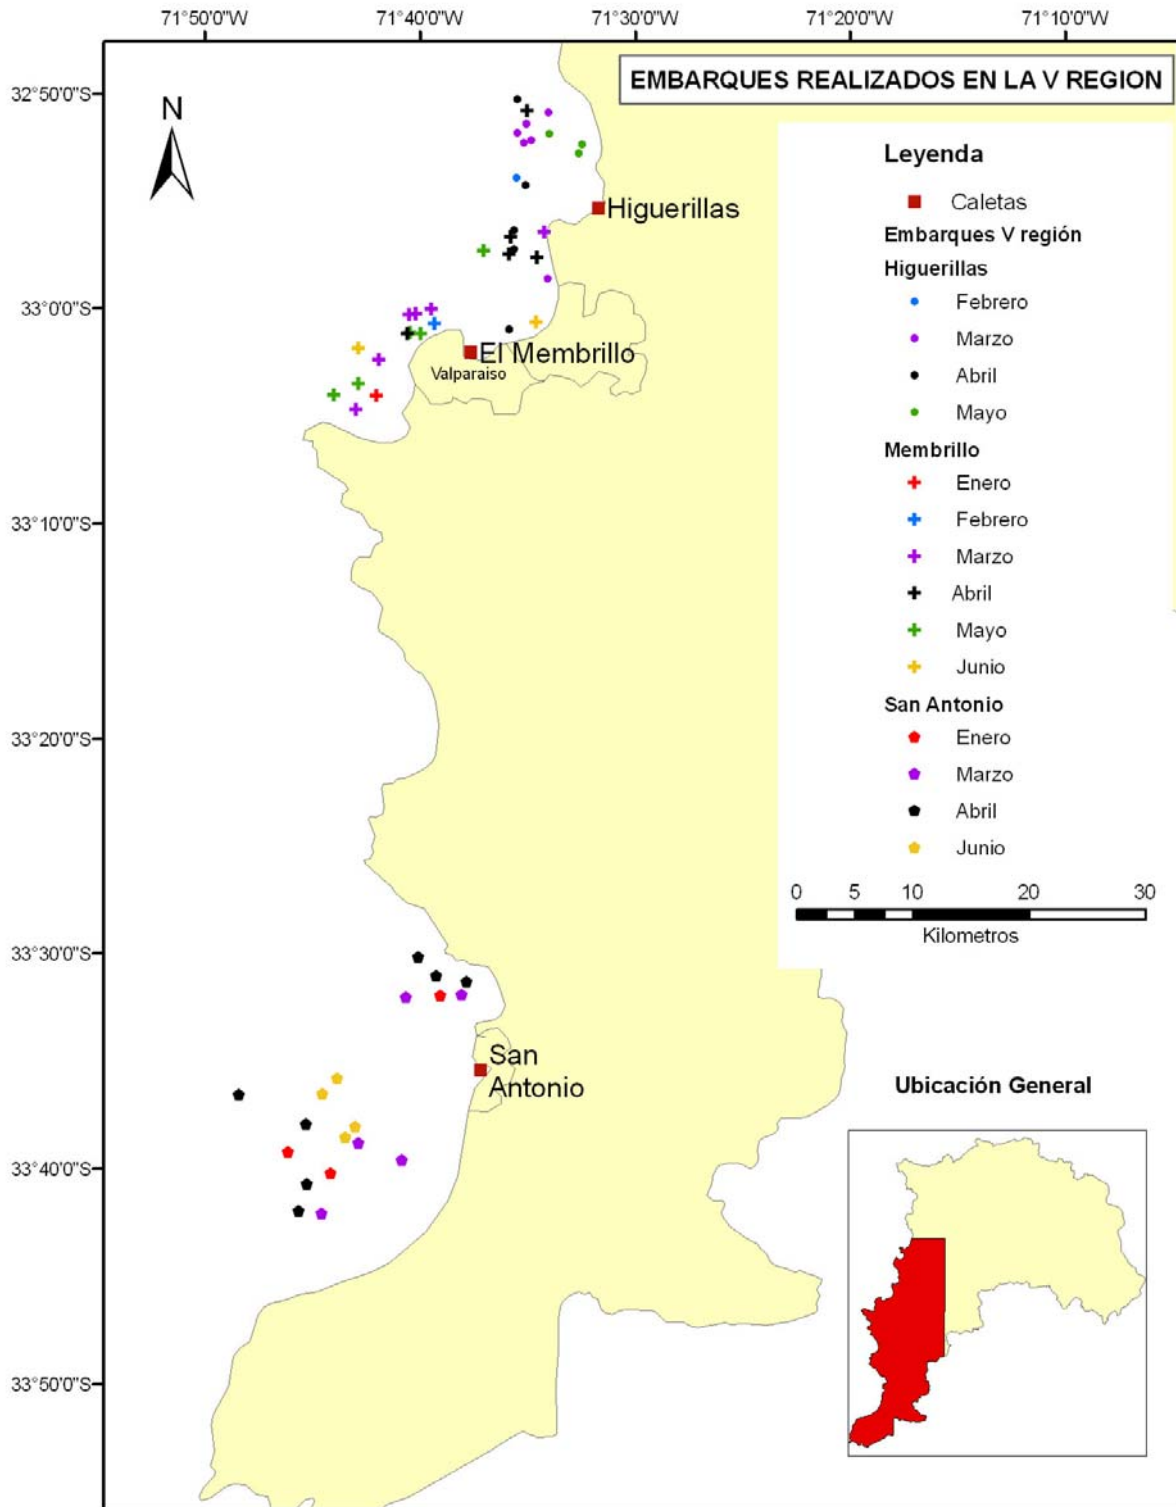 71°50'0"W
71°40'0"W
71°30'0"W
71°20'0"W
71°10'0"W
EMBARQUES REALIZADOS EN LA V REGION
32°50'0"S
N
Leyenda
Caletas
Higuerillas
Embarques V región
Higuerillas
Febrero
33°0'0"S
Marzo
El Membrillo
Valparaiso
Abril
Mayo
Membrillo
Enero
33°10'0"S
Febrero
Marzo
Abril
Mayo
Junio
San Antonio
33°20'0"S
Enero
Marzo
Abril
Junio
0 5 10 20 30
Kilometros
33°30'0"S
San
Antonio
Ubicación General
33°40'0"S
33°50'0"S